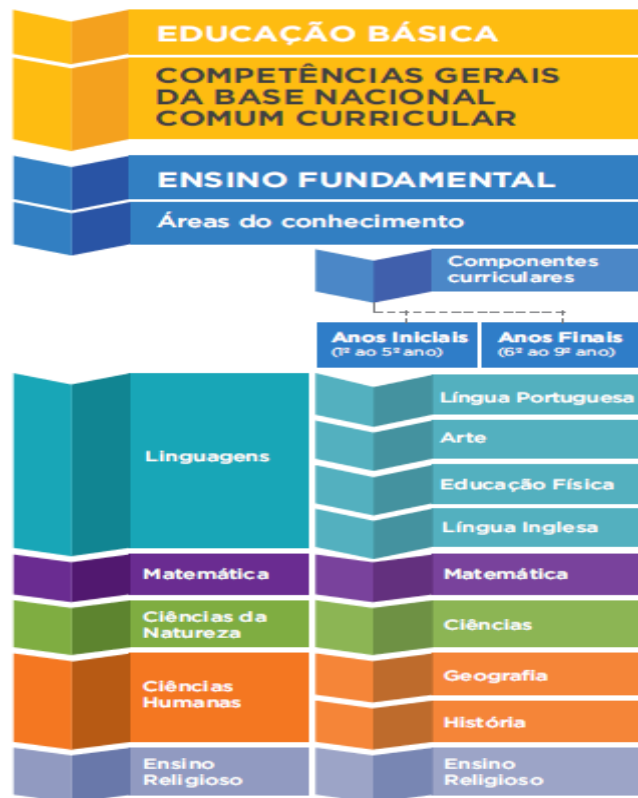 EDUCAÇÃO BÁSICA
COMPETÊNCIAS GERAIS
DA BASE NACIONAL
COMUM CURRICULAR
ENSINO FUNDAMENTAL
Áreas do conhecimento
Componentes
curriculares
Anos Iniciais
(1º ao 5º ano)
Anos Finais
(6º ao 9º ano)
Linguagens
Língua Portuguesa
Arte
Educação Física
Língua Inglesa
Matemática
Matemática
Ciências da
Natureza
Ciências
Ciências
Humanas
Geografia
História
Ensino
Religioso
Ensino
Religioso